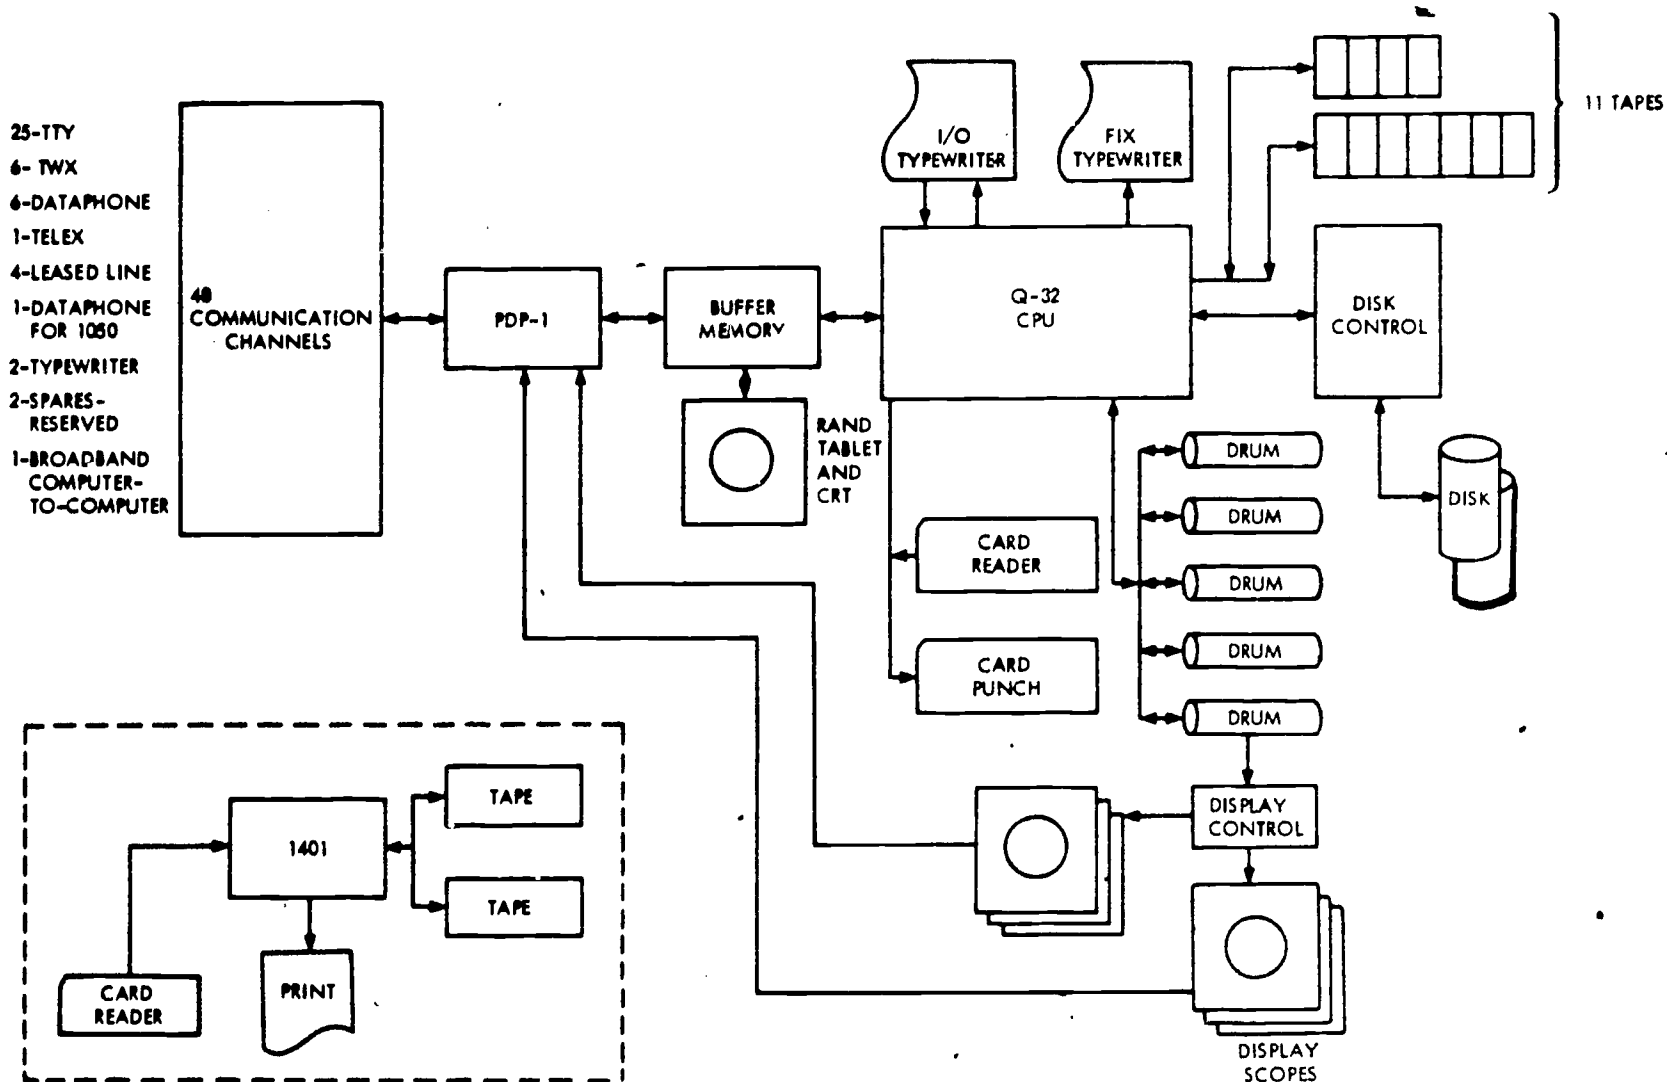 25-TTY
6- TWX
6-DATAPHONE
1-TELEX
4-LEASED LINE
1-DATAPHONE
FOR 1050
2-TYPEWRITER
2-SPARES-
RESERVED
1-BROADBAND
COMPUTER-
TO-COMPUTER
48
COMMUNICATION
CHANNELS
PDP-1
BUFFER
MEMORY
RAND
TABLET
AND
CRT
I/O
TYPEWRITER
FIX
TYPEWRITER
Q-32
CPU
11 TAPES
DISK
CONTROL
DISK
CARD
READER
CARD
PUNCH
DRUM
DRUM
DRUM
DRUM
DRUM
DISPLAY
CONTROL
DISPLAY
SCOPES
1401
TAPE
TAPE
CARD
READER
PRINT